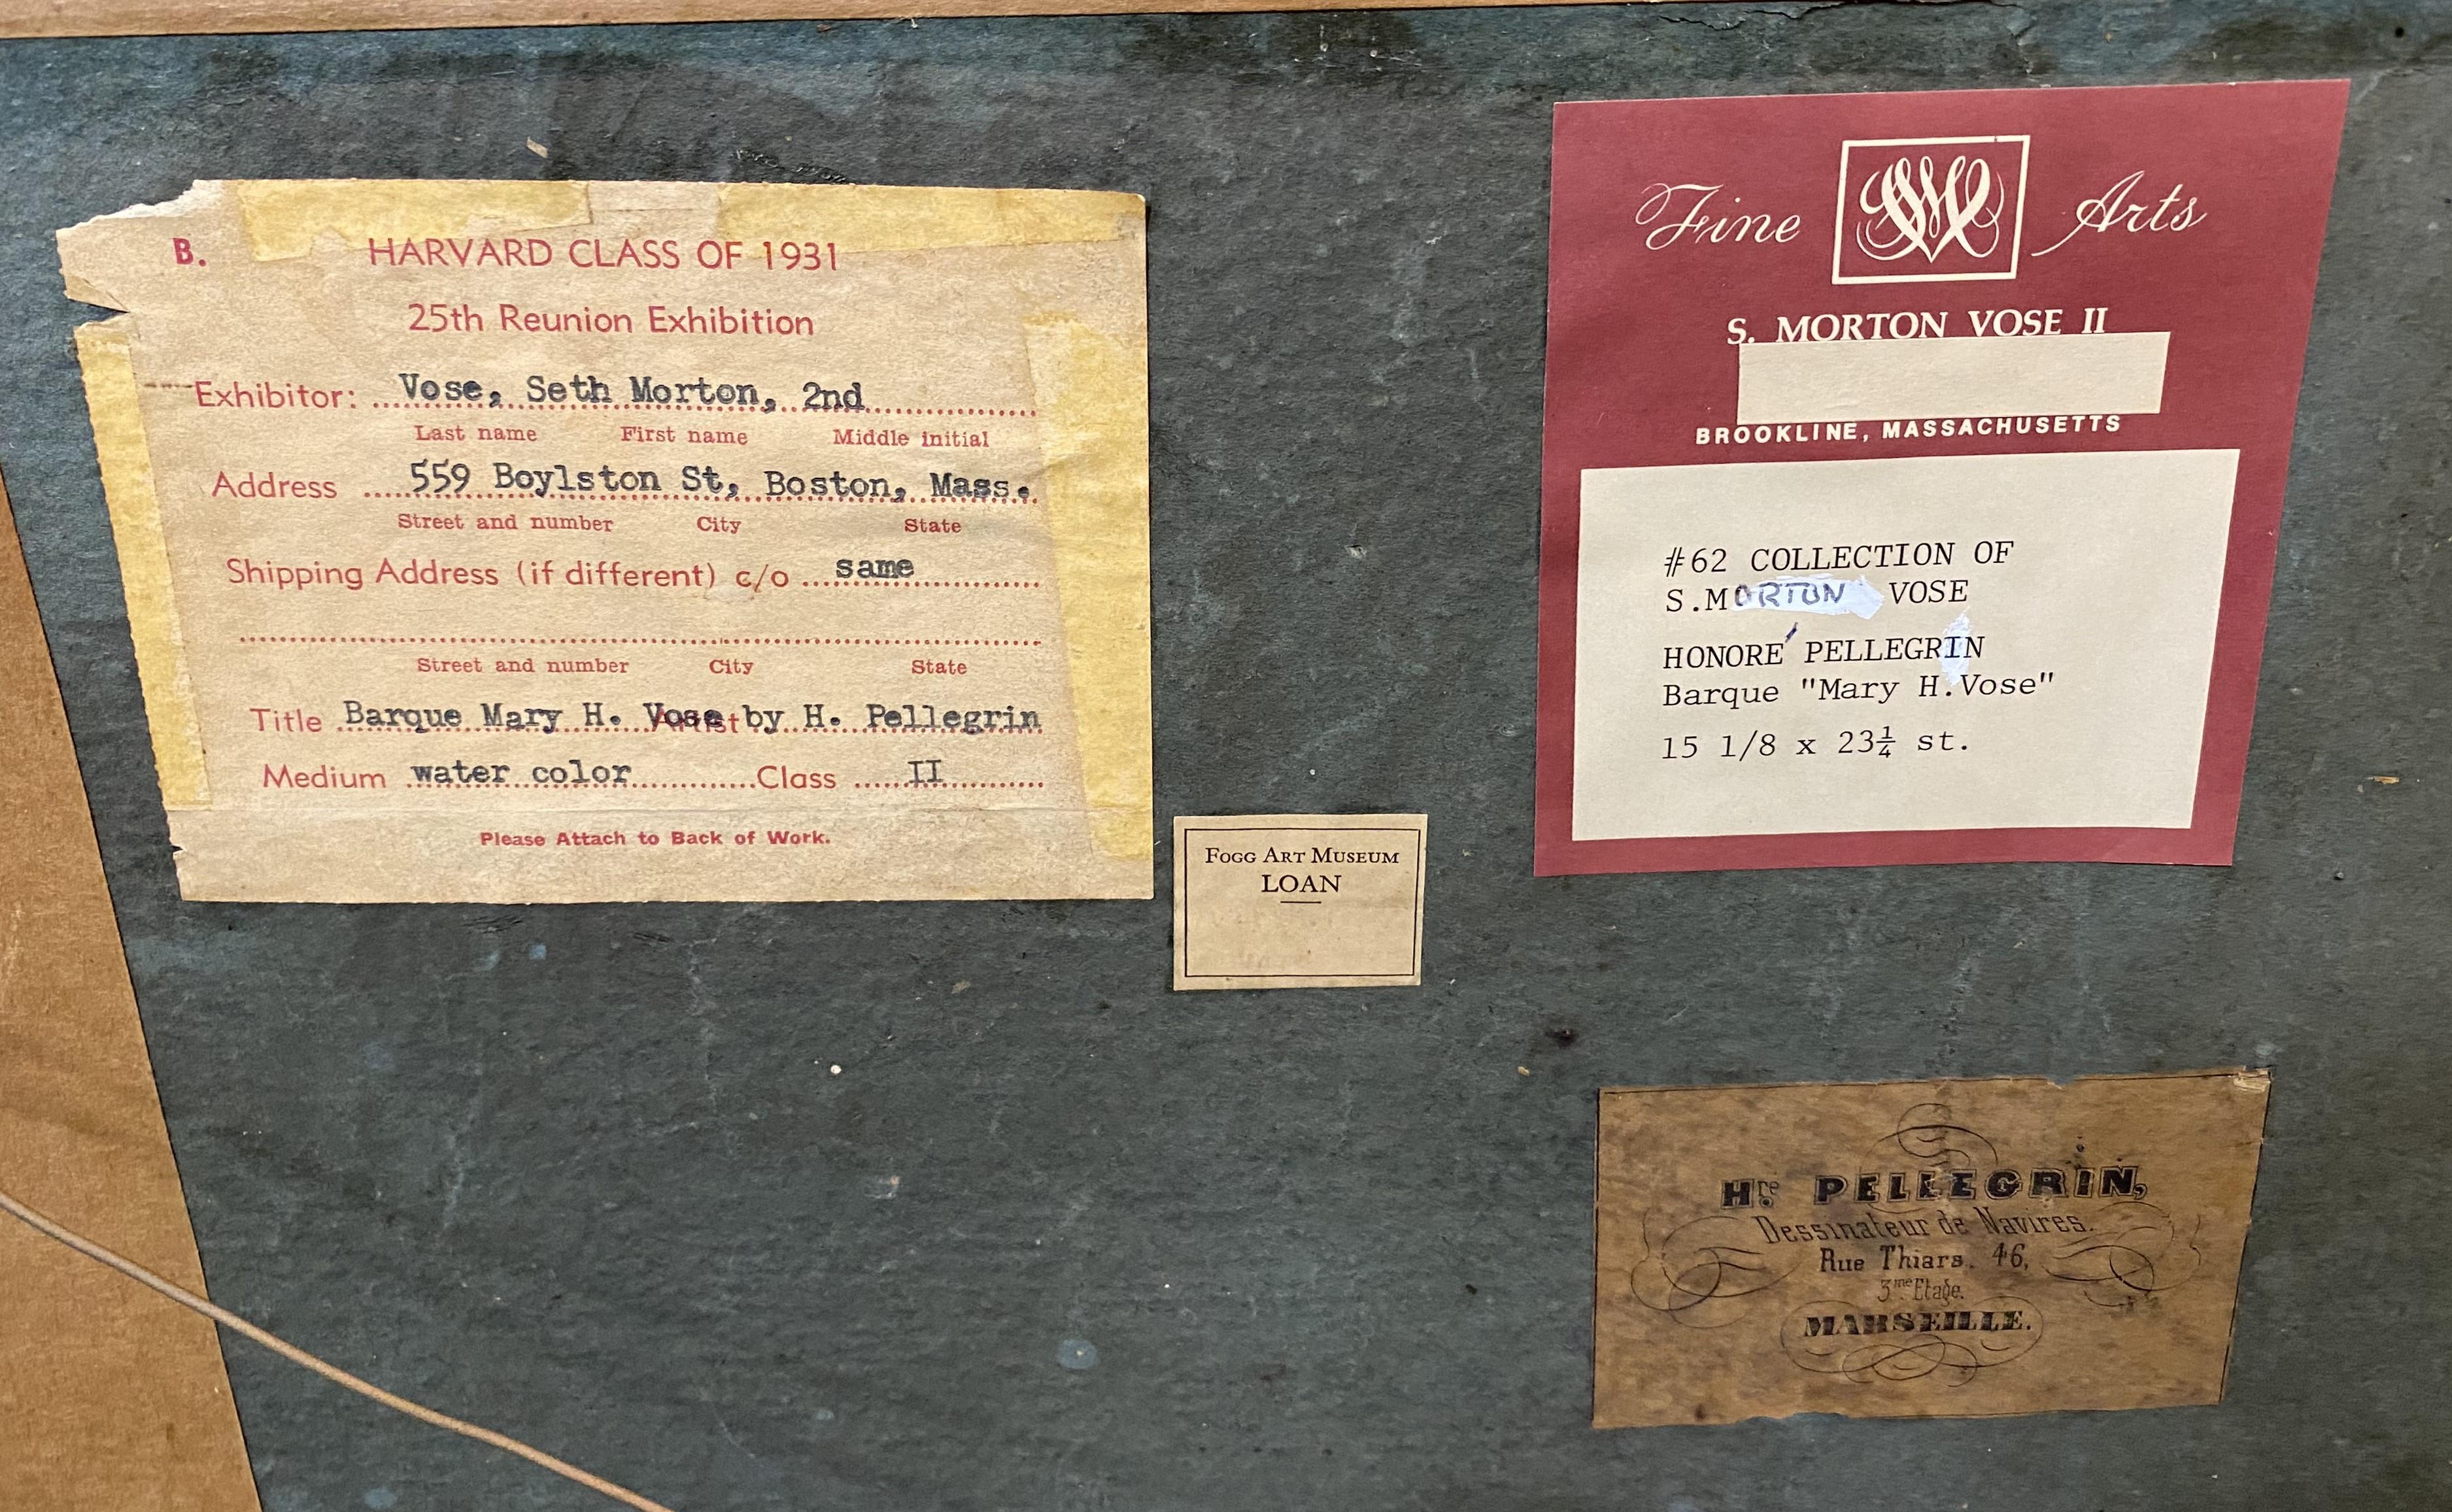 B. HARVARD CLASS OF 1931
25th Reunion Exhibition
Exhibitor: Vose, Seth Morton, 2nd
Last name First name Middle initial
Address 559 Boylston St, Boston, Mass.
Street and number City State
Shipping Address (if different) c/o same
Street and number City State
Title Barque Mary H. Vose Artist by H. Pellegrin
Medium water color Class II
Please Attach to Back of Work.
FOGG ART MUSEUM
LOAN
Fine Arts
S. MORTON VOSE II
BROOKLINE, MASSACHUSETTS
#62 COLLECTION OF
S.MORTON VOSE
HONORÉ PELLEGRIN
Barque "Mary H.Vose"
15 1/8 x 23¼ st.
Hre PELLEGRIN,
Dessinateur de Navires.
Rue Thiars. 46,
3me Etage.
MARSEILLE.